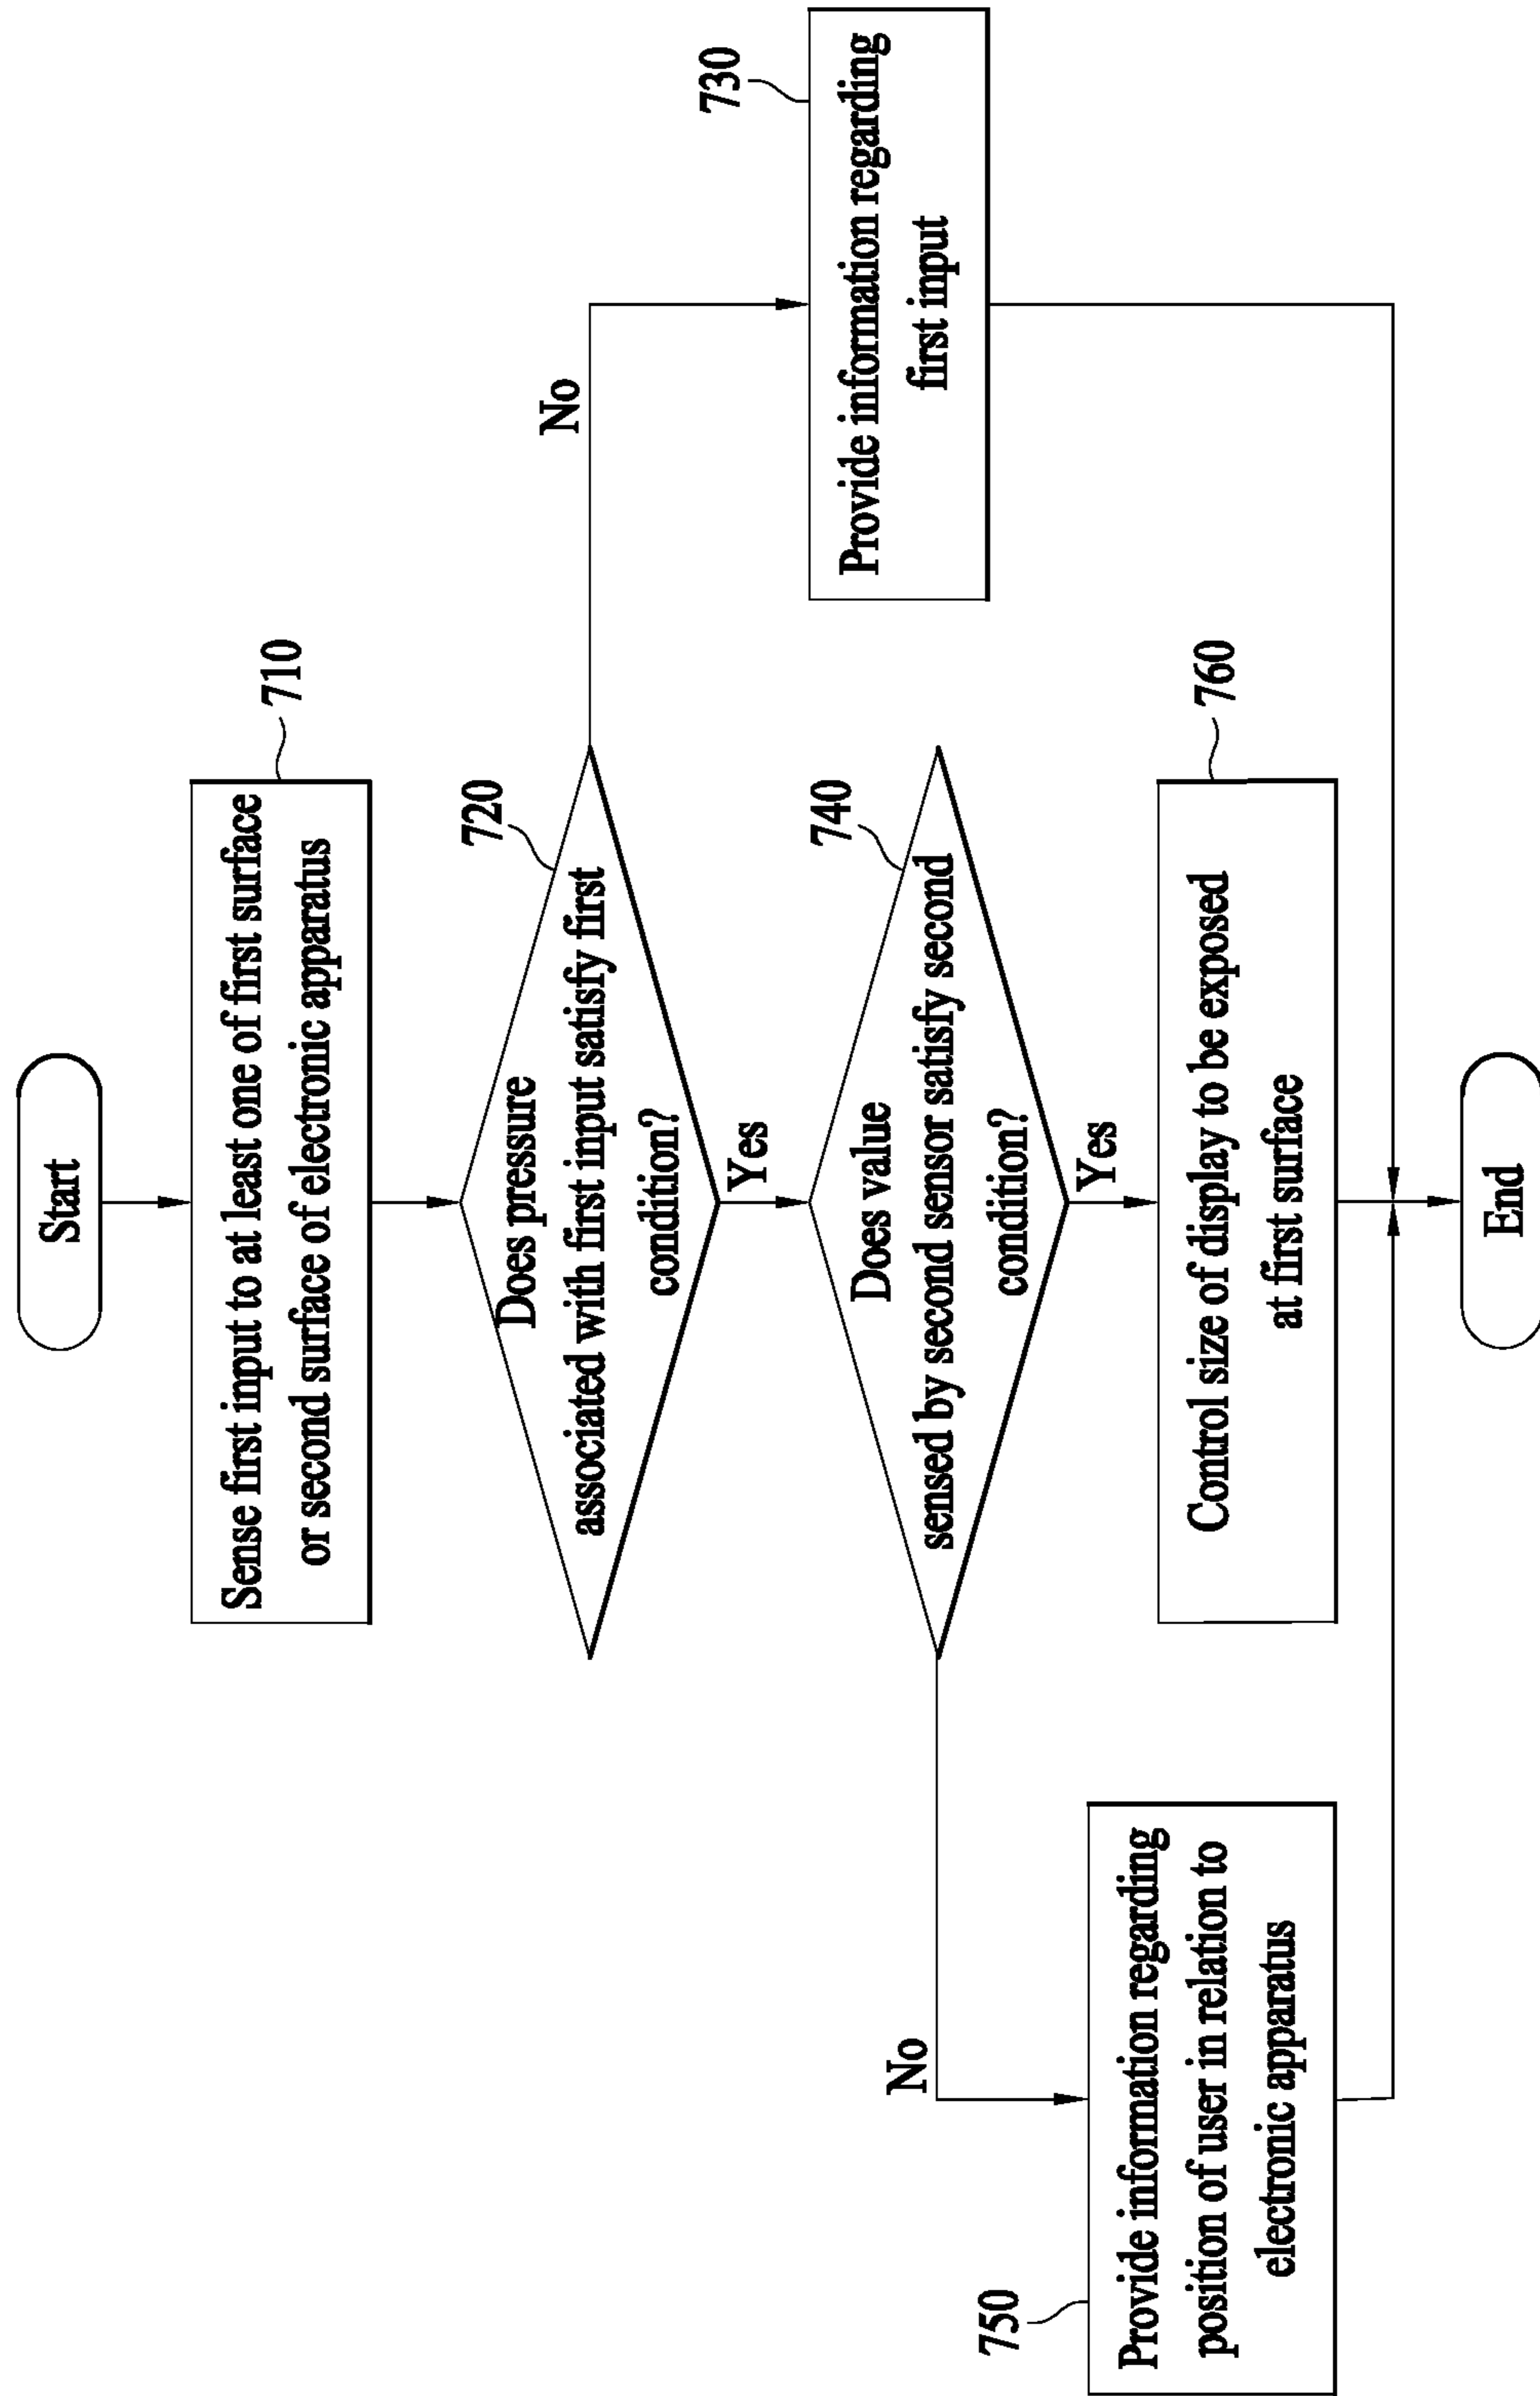 Start
Sense first input to at least one of first surface
or second surface of electronic apparatus
710
Does pressure
associated with first input satisfy first
condition?
720
No
Yes
Provide information regarding
first input
730
Does value
sensed by second sensor satisfy second
condition?
740
No
Yes
Provide information regarding
position of user in relation to
electronic apparatus
750
Control size of display to be exposed
at first surface
760
End